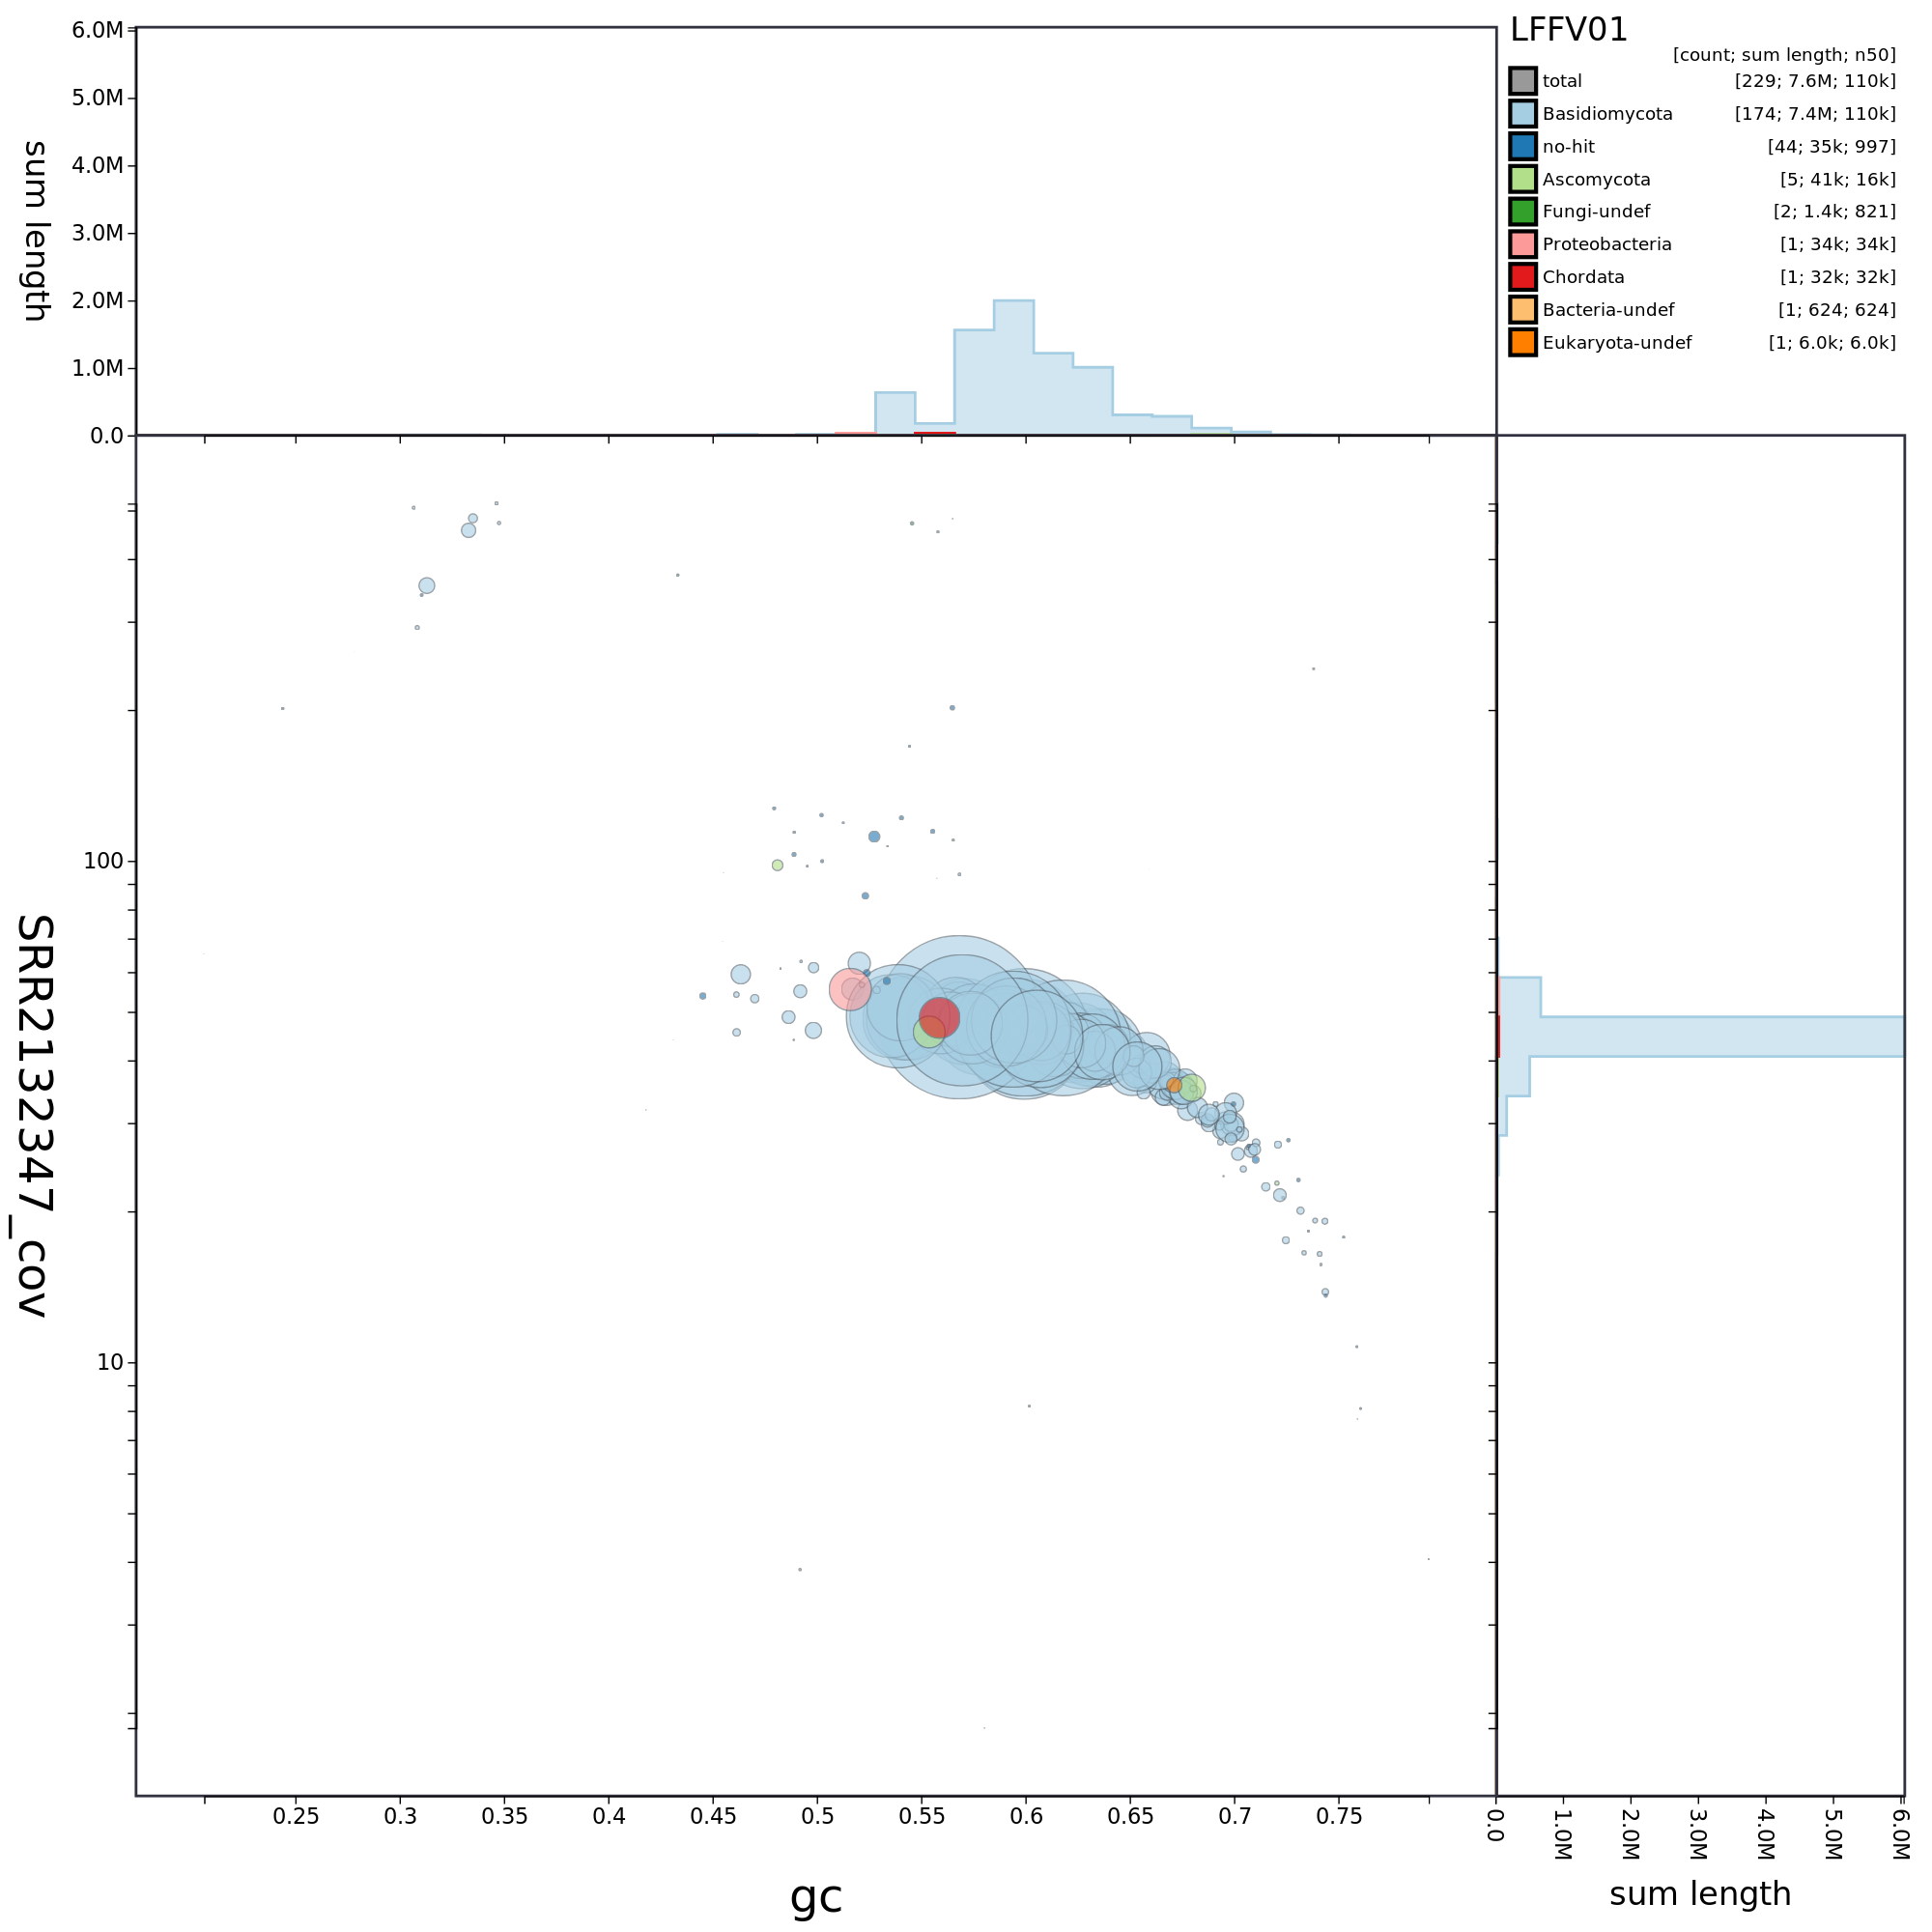 LFFV01
[count; sum length; n50]
total [229; 7.6M; 110k]
Basidiomycota [174; 7.4M; 110k]
no-hit [44; 35k; 997]
Ascomycota [5; 41k; 16k]
Fungi-undef [2; 1.4k; 821]
Proteobacteria [1; 34k; 34k]
Chordata [1; 32k; 32k]
Bacteria-undef [1; 624; 624]
Eukaryota-undef [1; 6.0k; 6.0k]
sum length
6.0M
5.0M
4.0M
3.0M
2.0M
1.0M
0.0
SRR2132347_cov
100
10
0.25 0.3 0.35 0.4 0.45 0.5 0.55 0.6 0.65 0.7 0.75
gc
0.0 1.0M 2.0M 3.0M 4.0M 5.0M 6.0M
sum length